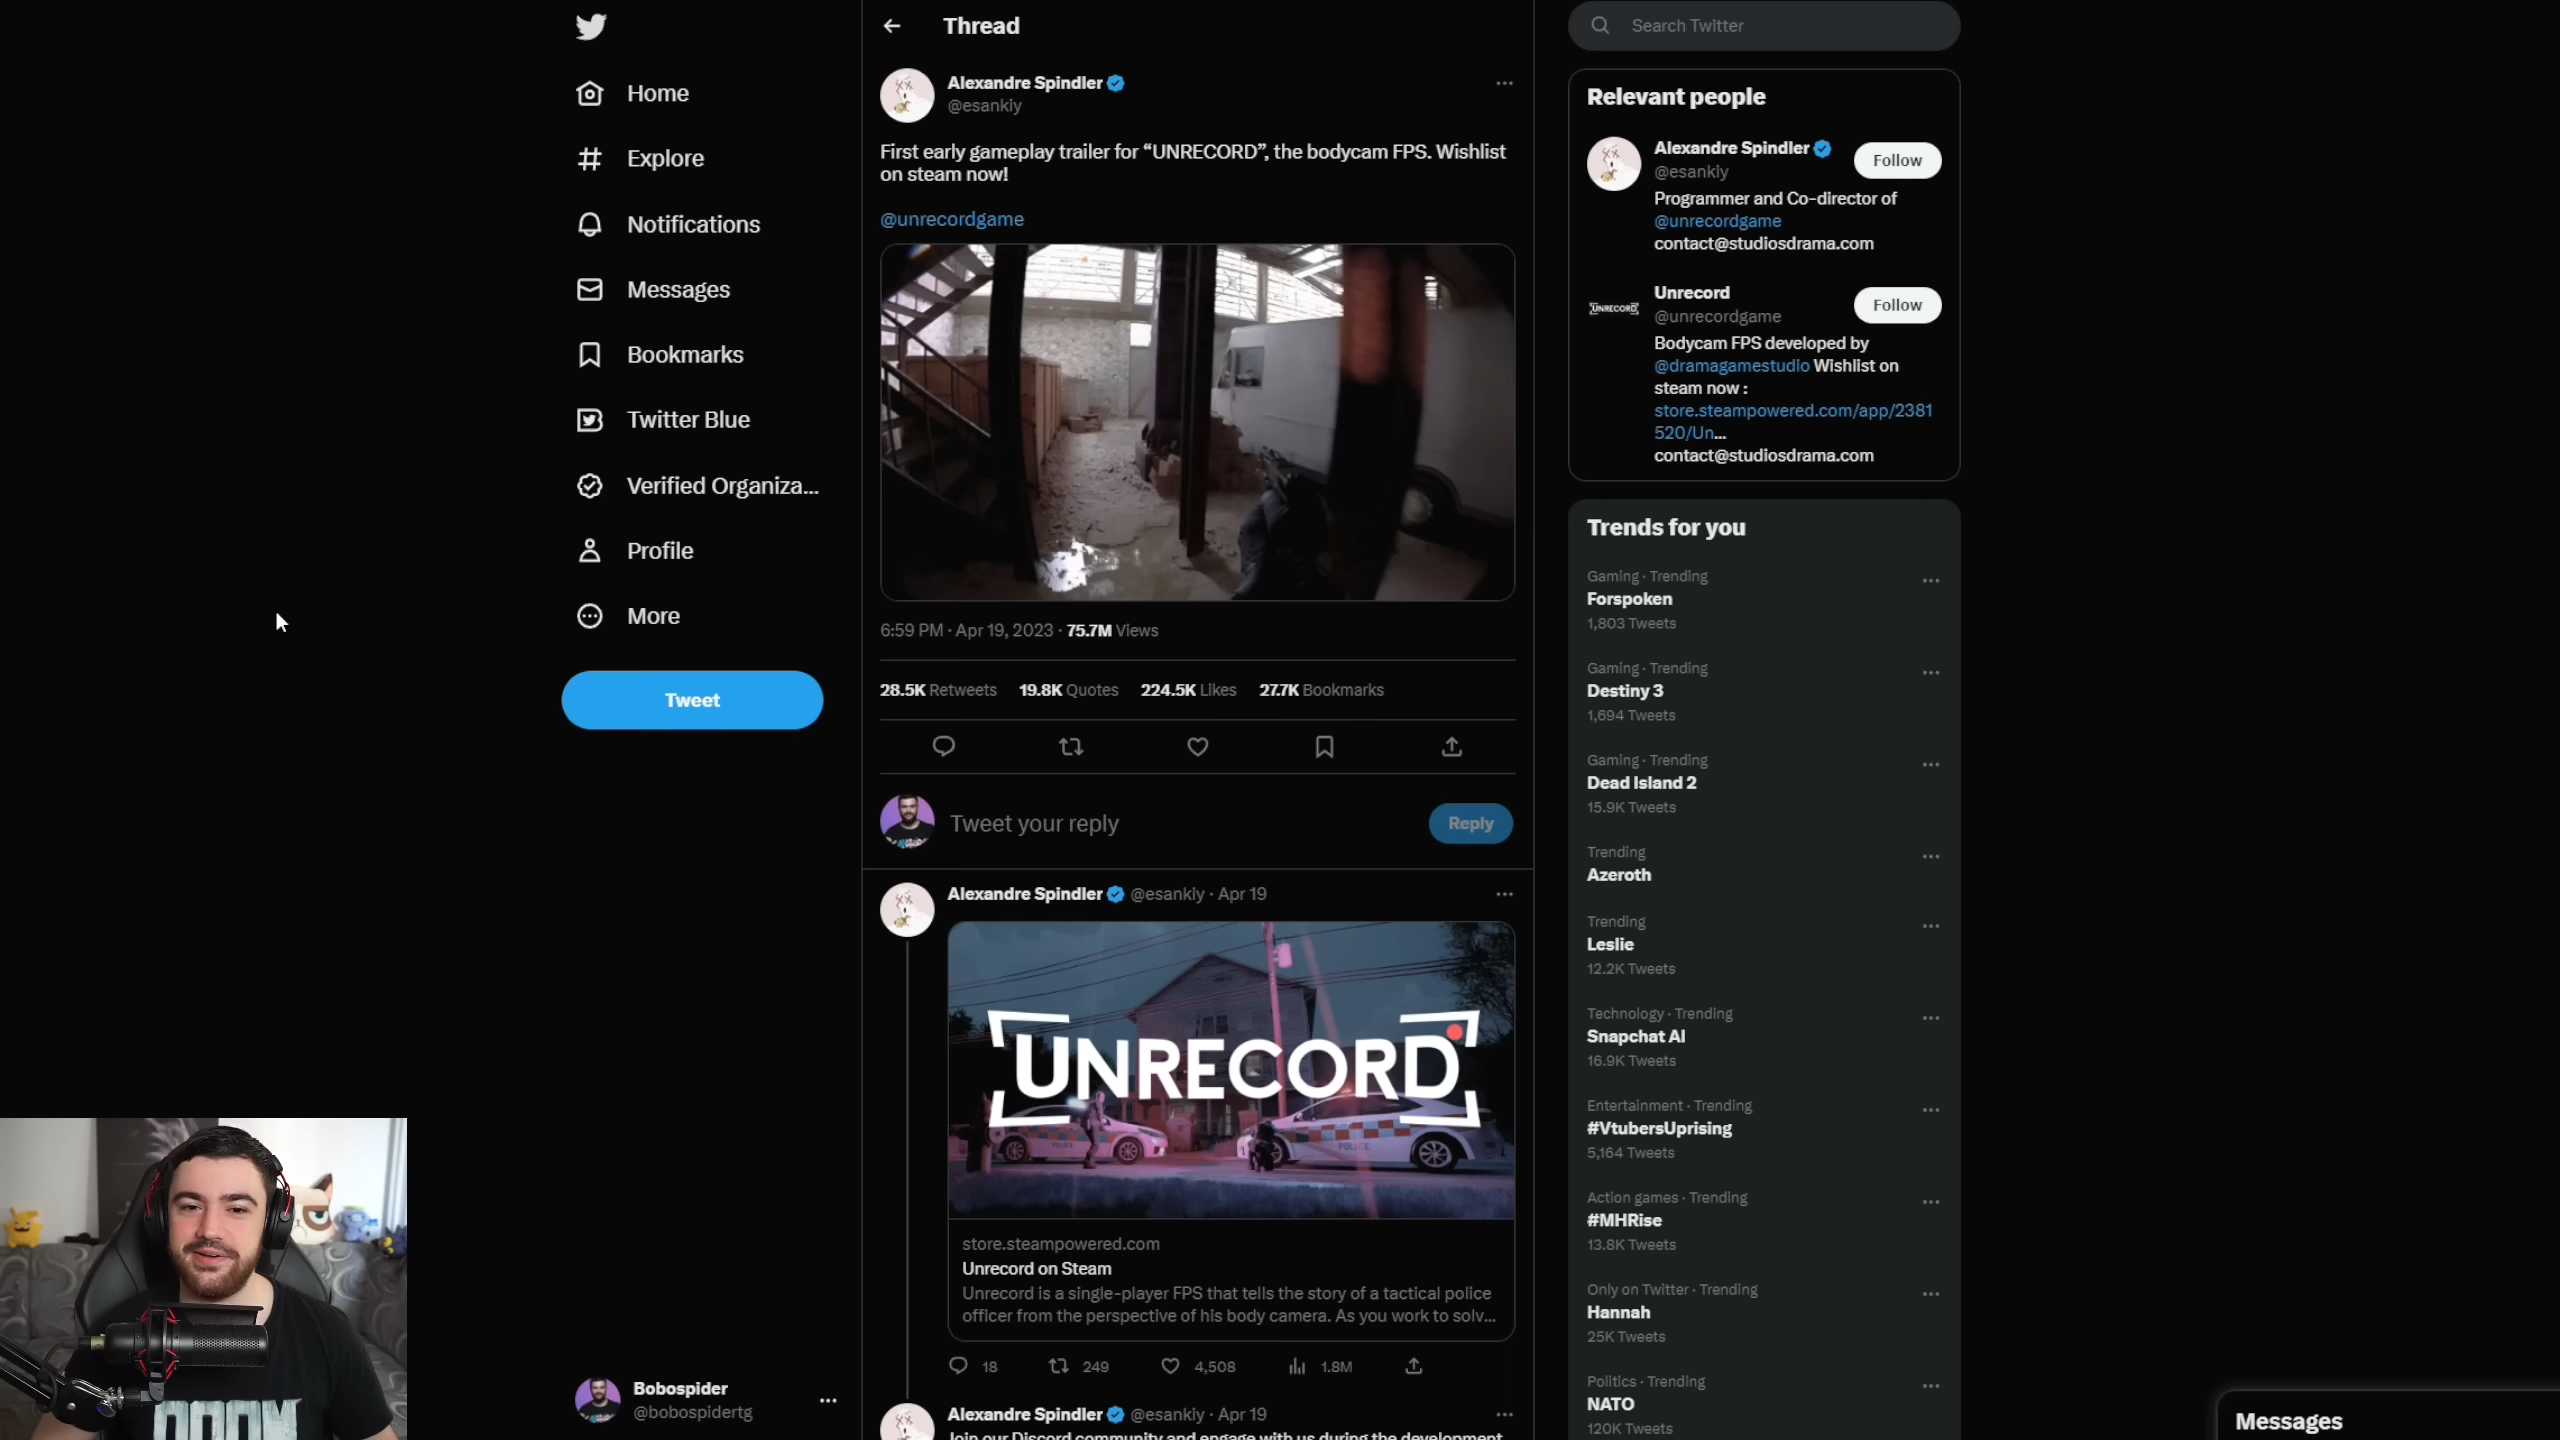 Home
Explore
Notifications
Messages
Bookmarks
Twitter Blue
Verified Organiza...
Profile
More
Tweet
Bobospider
@bobospidertg
Thread
Alexandre Spindler
@esankiy
First early gameplay trailer for “UNRECORD”, the bodycam FPS. Wishlist
on steam now!
@unrecordgame
6:59 PM · Apr 19, 2023 · 75.7M Views
28.5K Retweets 19.8K Quotes 224.5K Likes 27.7K Bookmarks
Tweet your reply
Reply
Alexandre Spindler @esankiy · Apr 19
UNRECORD
POLICE
POLICE
store.steampowered.com
Unrecord on Steam
Unrecord is a single-player FPS that tells the story of a tactical police
officer from the perspective of his body camera. As you work to solv...
18 249 4,508 1.8M
Alexandre Spindler @esankiy · Apr 19
Join our Discord community and engage with us during the development
Search Twitter
Relevant people
Alexandre Spindler
@esankiy
Follow
Programmer and Co-director of
@unrecordgame
contact@studiosdrama.com
UNRECORD
Unrecord
@unrecordgame
Follow
Bodycam FPS developed by
@dramagamestudio Wishlist on
steam now :
store.steampowered.com/app/2381
520/Un...
contact@studiosdrama.com
Trends for you
Gaming · Trending
Forspoken
1,803 Tweets
Gaming · Trending
Destiny 3
1,694 Tweets
Gaming · Trending
Dead Island 2
15.9K Tweets
Trending
Azeroth
Trending
Leslie
12.2K Tweets
Technology · Trending
Snapchat AI
16.9K Tweets
Entertainment · Trending
#VtubersUprising
5,164 Tweets
Action games · Trending
#MHRise
13.8K Tweets
Only on Twitter · Trending
Hannah
25K Tweets
Politics · Trending
NATO
120K Tweets
Messages
DOOM